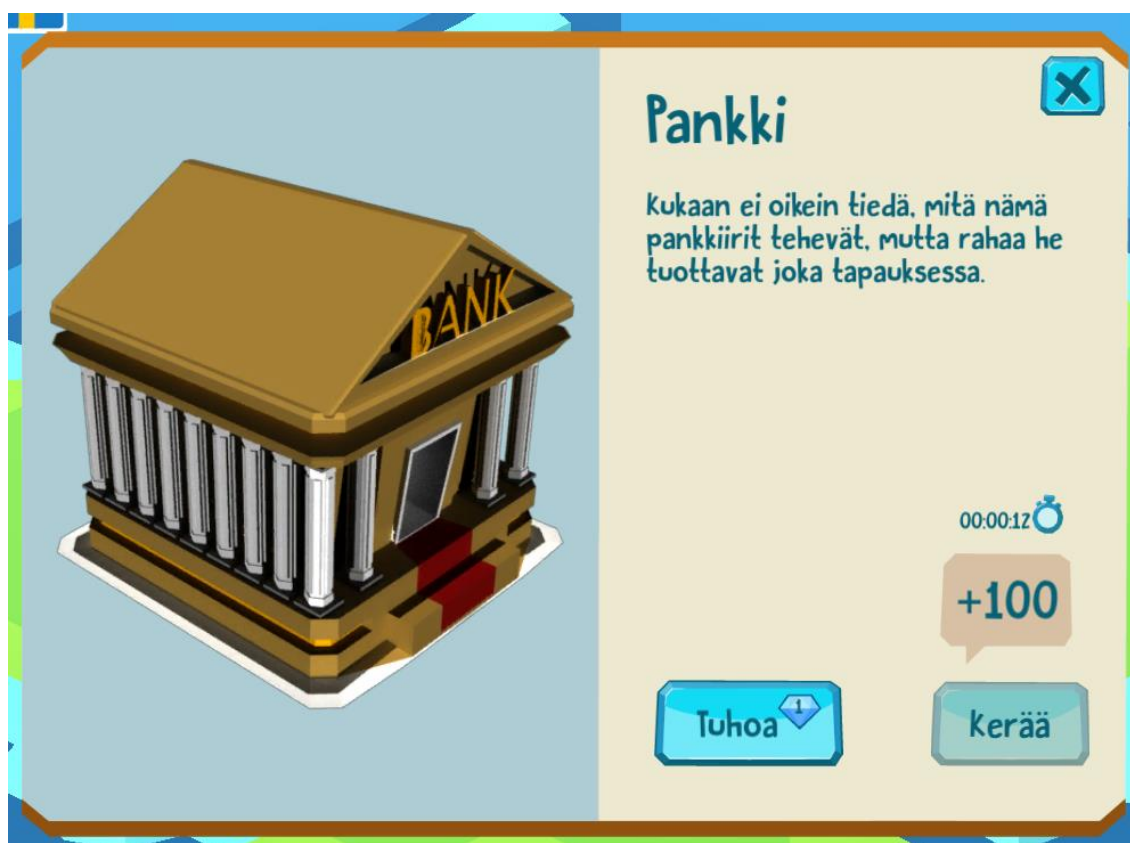 Pankki
Kukaan ei oikein tiedä, mitä nämä
pankkiirit tehevät, mutta rahaa he
tuottavat joka tapauksessa.
BANK
00:00:12
+100
Tuhoa 1
Kerää